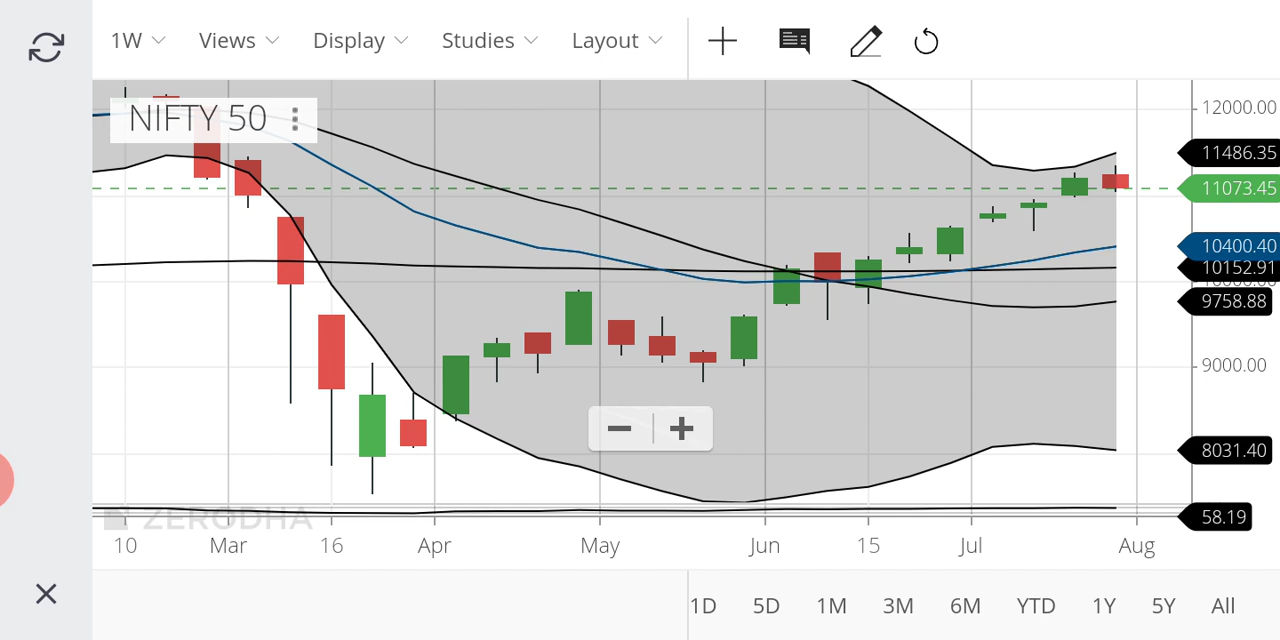 1W Views Display Studies Layout
NIFTY 50
12000.00
11486.35
11073.45
10400.40
10152.91
10000.00
9758.88
9000.00
8031.40
58.19
ZERODHA
10 Mar 16 Apr May Jun 15 Jul Aug
1D 5D 1M 3M 6M YTD 1Y 5Y All